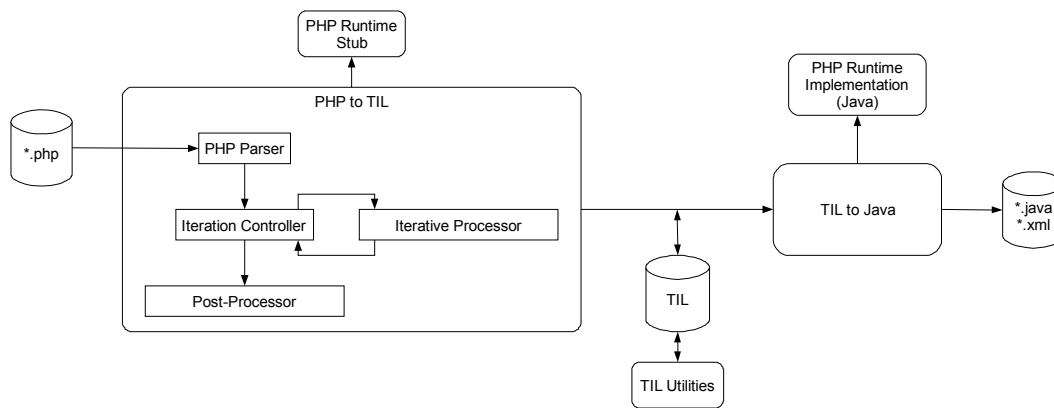 PHP Runtime
Stub
PHP to TIL
PHP Runtime
Implementation
(Java)
*.php
PHP Parser
Iteration Controller
Iterative Processor
TIL to Java
*.java
*.xml
Post-Processor
TIL
TIL Utilities